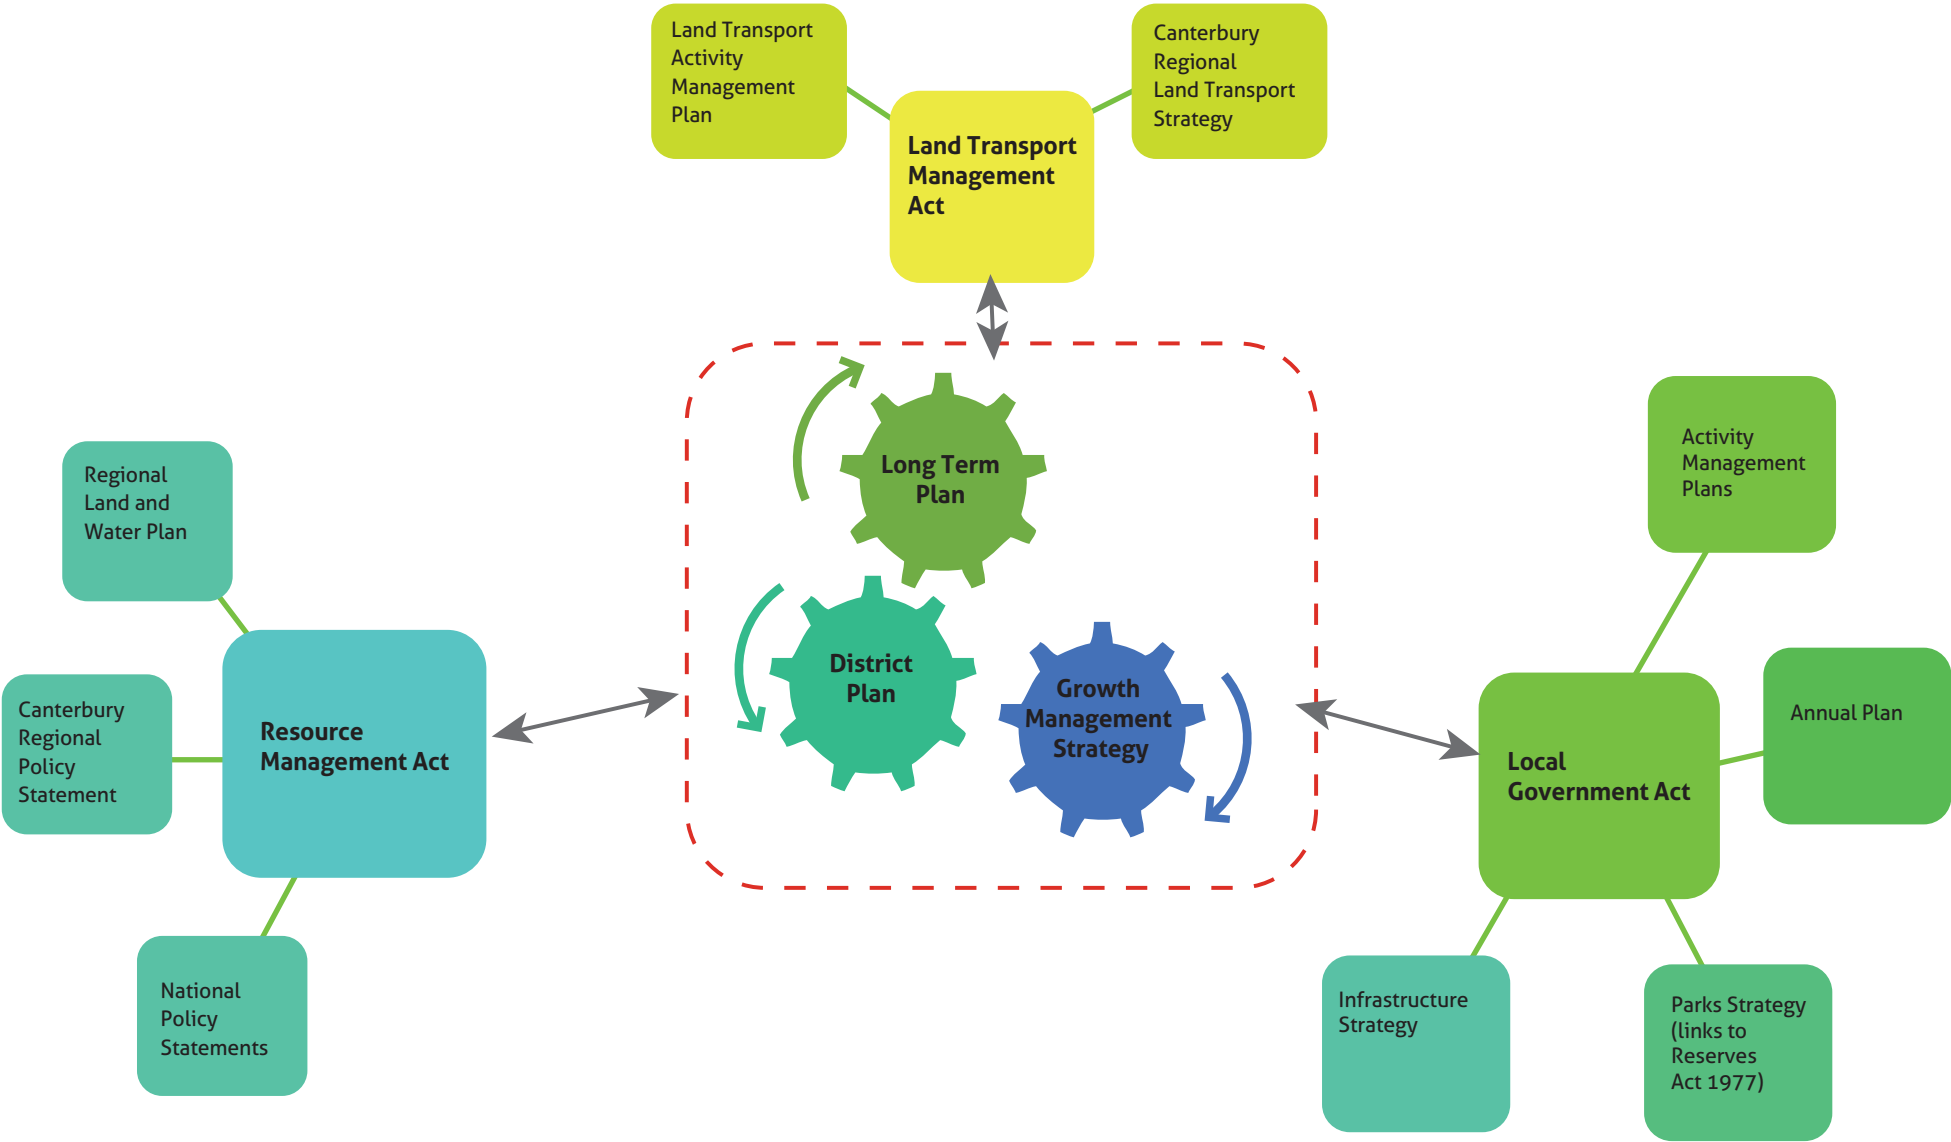 Land Transport
Activity
Management
Plan
Canterbury
Regional
Land Transport
Strategy
Land Transport
Management
Act
Long Term
Plan
District
Plan
Growth
Management
Strategy
Regional
Land and
Water Plan
Canterbury
Regional
Policy
Statement
Resource
Management Act
National
Policy
Statements
Activity
Management
Plans
Annual Plan
Local
Government Act
Infrastructure
Strategy
Parks Strategy
(links to
Reserves
Act 1977)